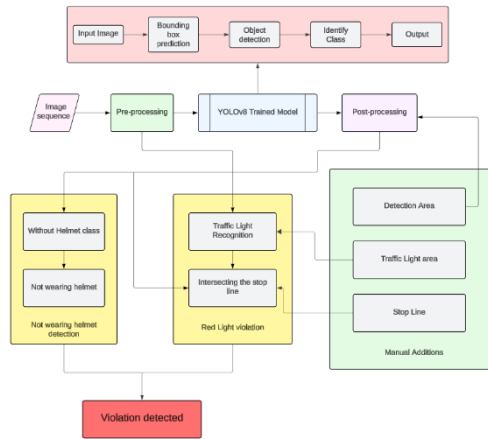 Input Image
Bounding
box
prediction
Object
detection
Identify
Class
Output
Image
sequence
Pre-processing
YOLOv8 Trained Model
Post-processing
Without Helmet class
Not wearing helmet
Not wearing helmet
detection
Traffic Light
Recognition
Intersecting the stop
line
Red Light violation
Detection Area
Traffic Light area
Stop Line
Manual Additions
Violation detected